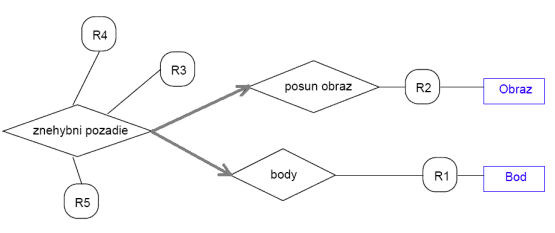 R4
R3
posun obraz
R2
Obraz
znehybni pozadie
body
R1
Bod
R5